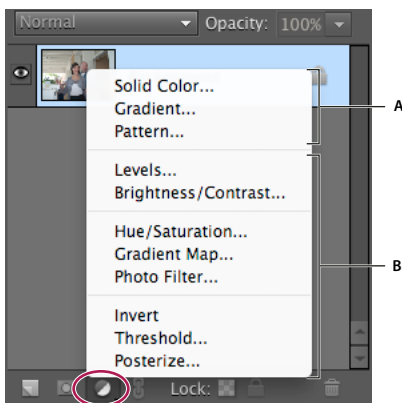 Normal Opacity: 100%
Solid Color...
Gradient...
A
Pattern...
Levels...
Brightness/Contrast...
Hue/Saturation...
Gradient Map...
B
Photo Filter...
Invert
Threshold...
Posterize...
Lock: